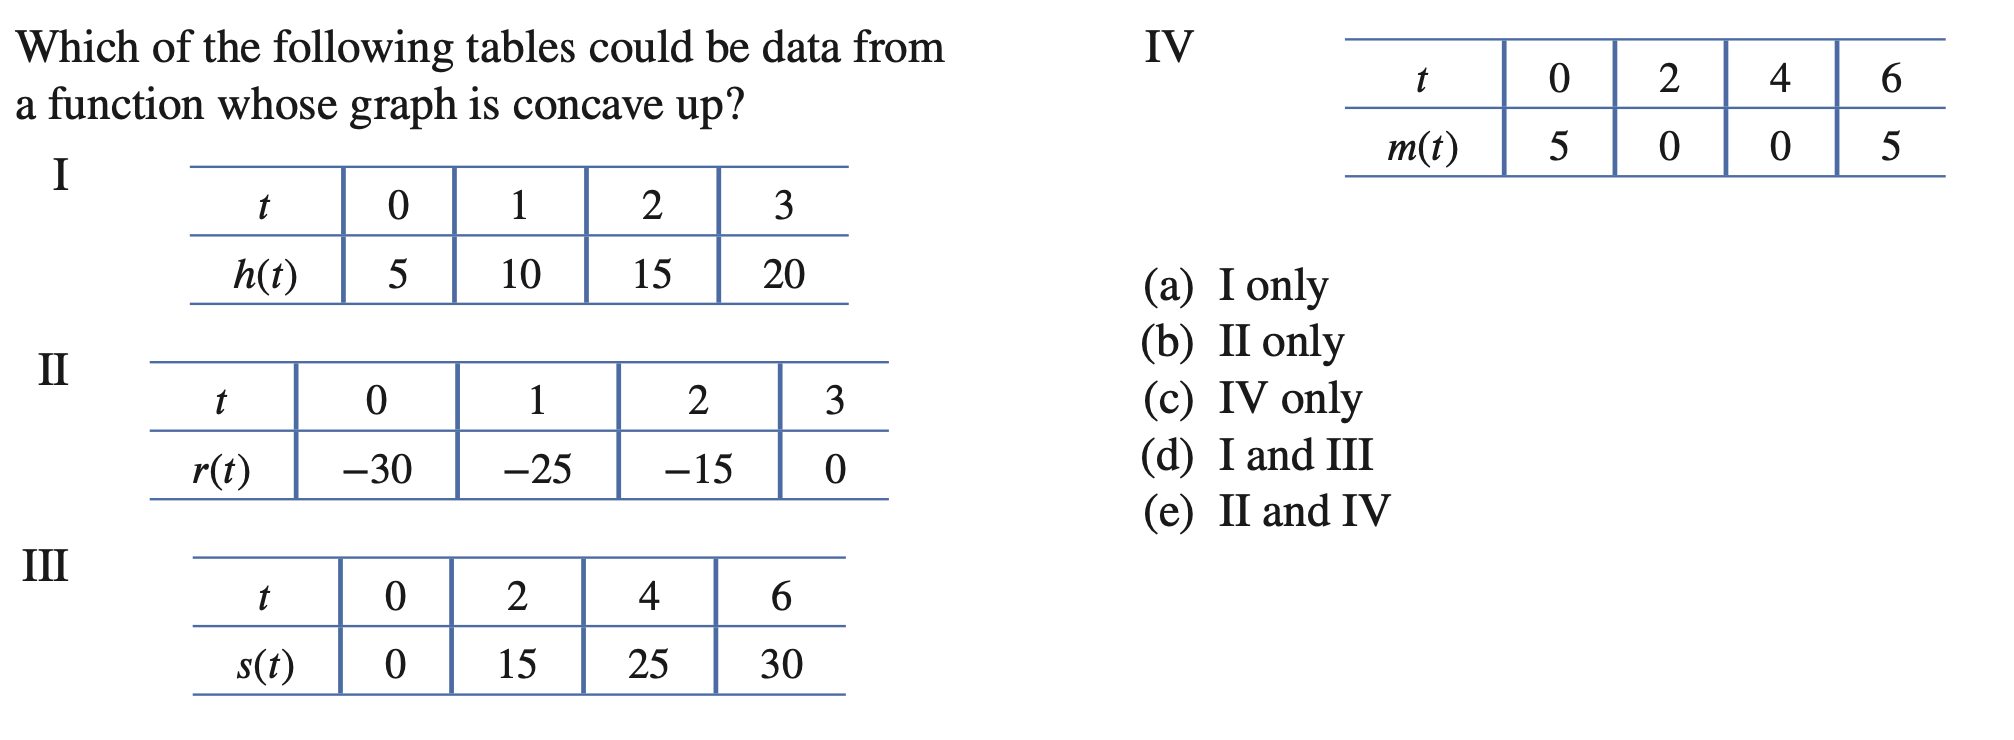 Which of the following tables could be data from
a function whose graph is concave up?
I
t 0 1 2 3
h(t) 5 10 15 20
II
t 0 1 2 3
r(t) −30 −25 −15 0
III
t 0 2 4 6
s(t) 0 15 25 30
IV
t 0 2 4 6
m(t) 5 0 0 5
(a) I only
(b) II only
(c) IV only
(d) I and III
(e) II and IV